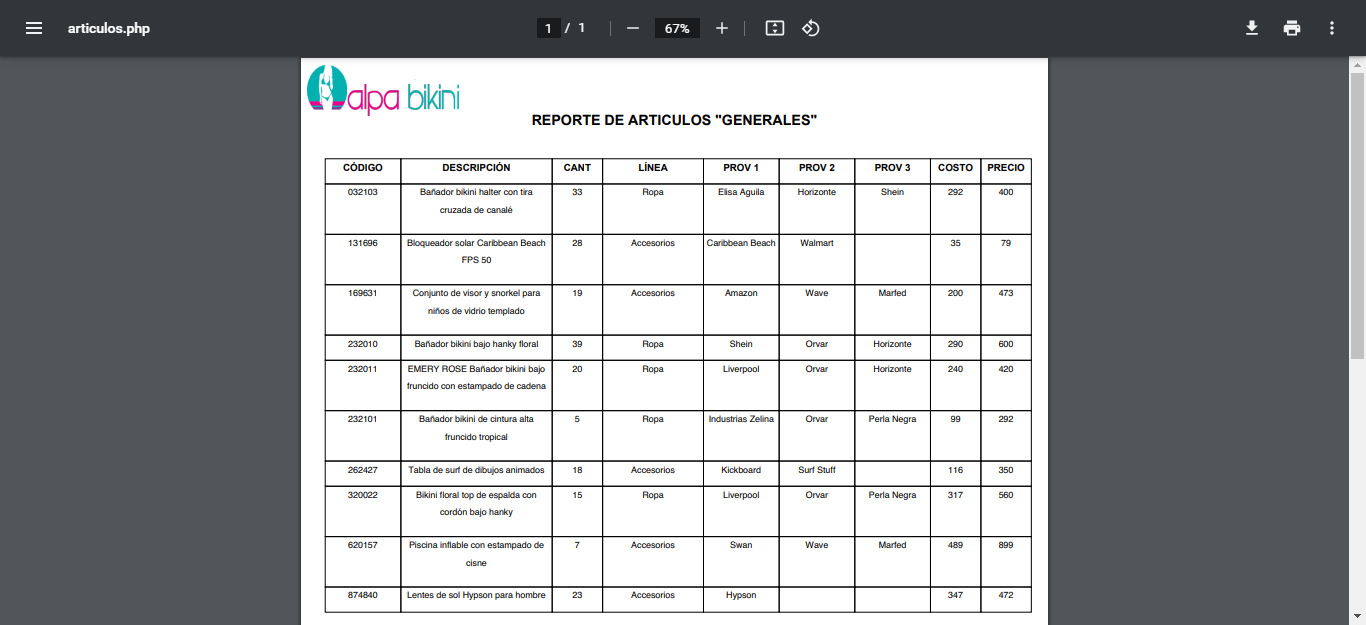 articulos.php
1 / 1
67%
alpa bikini
REPORTE DE ARTICULOS "GENERALES"
CÓDIGO DESCRIPCIÓN CANT LÍNEA PROV 1 PROV 2 PROV 3 COSTO PRECIO
032103 Bañador bikini halter con tira 33 Ropa Elisa Aguila Horizonte Shein 292 400
cruzada de canalé
131696 Bloqueador solar Caribbean Beach 28 Accesorios Caribbean Beach Walmart 35 79
FPS 50
169631 Conjunto de visor y snorkel para 19 Accesorios Amazon Wave Marfed 200 473
niños de vidrio templado
232010 Bañador bikini bajo hanky floral 39 Ropa Shein Orvar Horizonte 290 600
232011 EMERY ROSE Bañador bikini bajo 20 Ropa Liverpool Orvar Horizonte 240 420
fruncido con estampado de cadena
232101 Bañador bikini de cintura alta 5 Ropa Industrias Zelina Orvar Perla Negra 99 292
fruncido tropical
262427 Tabla de surf de dibujos animados 18 Accesorios Kickboard Surf Stuff 116 350
320022 Bikini floral top de espalda con 15 Ropa Liverpool Orvar Perla Negra 317 560
cordón bajo hanky
620157 Piscina inflable con estampado de 7 Accesorios Swan Wave Marfed 489 899
cisne
874840 Lentes de sol Hypson para hombre 23 Accesorios Hypson 347 472